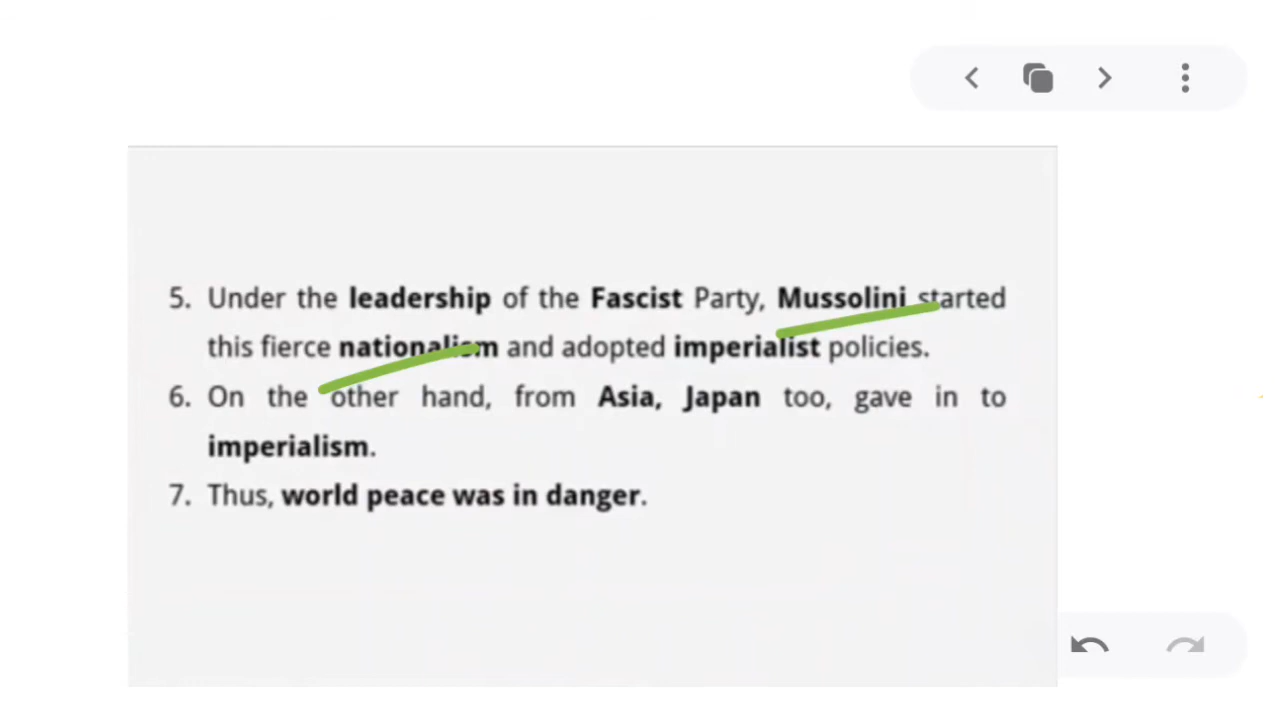 5. Under the leadership of the Fascist Party, Mussolini started
this fierce nationalism and adopted imperialist policies.
6. On the other hand, from Asia, Japan too, gave in to
imperialism.
7. Thus, world peace was in danger.